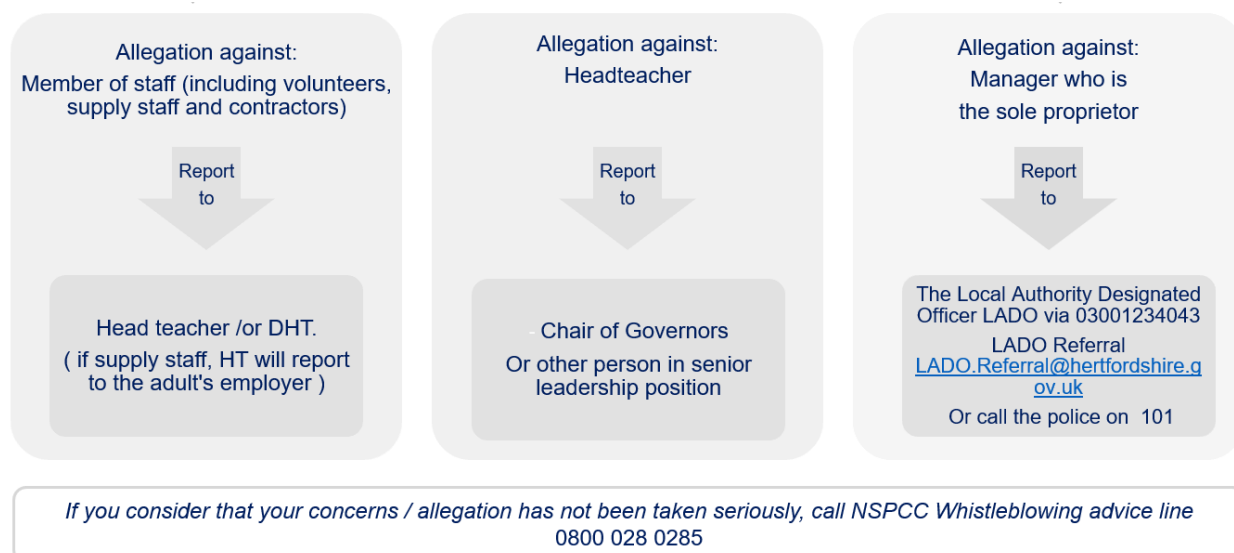 Allegation against:
Member of staff (including volunteers,
supply staff and contractors)
Report
to
Head teacher /or DHT.
( if supply staff, HT will report
to the adult's employer )
Allegation against:
Headteacher
Report
to
- Chair of Governors
Or other person in senior
leadership position
Allegation against:
Manager who is
the sole proprietor
Report
to
The Local Authority Designated
Officer LADO via 03001234043
LADO Referral
LADO.Referral@hertfordshire.g
ov.uk
Or call the police on 101
If you consider that your concerns / allegation has not been taken seriously, call NSPCC Whistleblowing advice line
0800 028 0285